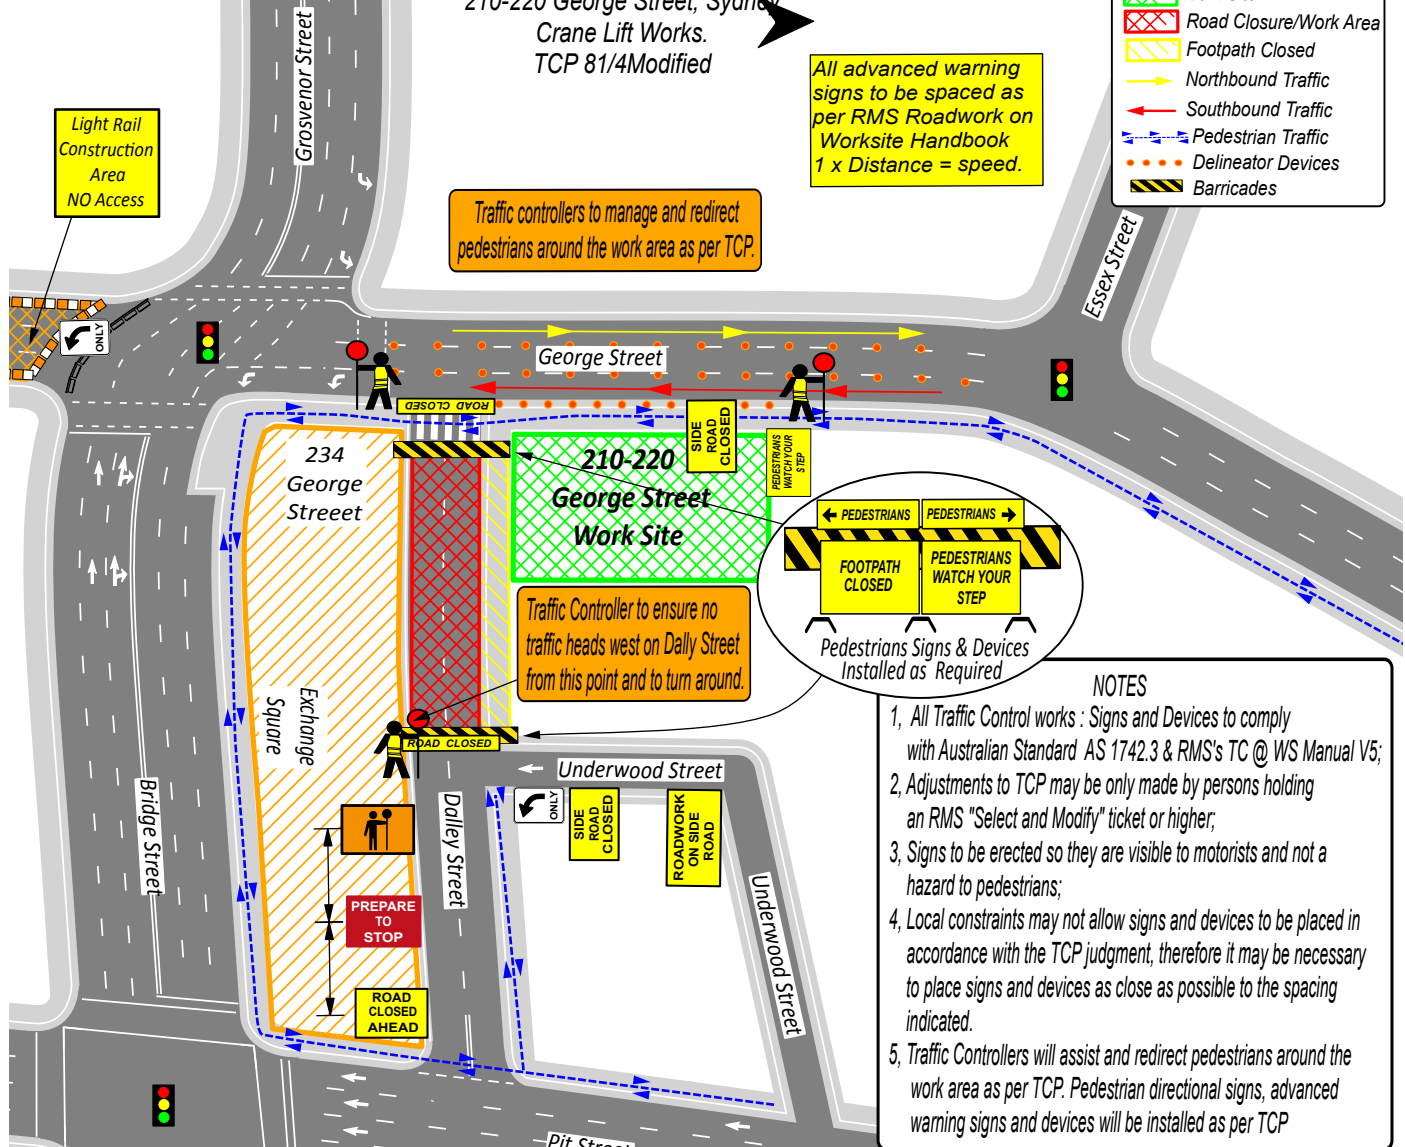 210-220 George Street, Sydney
Crane Lift Works.
TCP 81/4Modified
Road Closure/Work Area
Footpath Closed
Northbound Traffic
Southbound Traffic
Pedestrian Traffic
Delineator Devices
Barricades
All advanced warning
signs to be spaced as
per RMS Roadwork on
Worksite Handbook
1 x Distance = speed.
Grosvenor Street
Light Rail
Construction
Area
NO Access
Traffic controllers to manage and redirect
pedestrians around the work area as per TCP.
Essex Street
ONLY
George Street
ROAD CLOSED
SIDE
ROAD
CLOSED
PEDESTRIANS
WATCH YOUR
STEP
234
George
Streeet
210-220
George Street
Work Site
PEDESTRIANS
PEDESTRIANS
FOOTPATH
CLOSED
PEDESTRIANS
WATCH YOUR
STEP
Pedestrians Signs & Devices
Installed as Required
Traffic Controller to ensure no
traffic heads west on Dally Street
from this point and to turn around.
Exchange
Square
ROAD CLOSED
Underwood Street
ONLY
SIDE
ROAD
CLOSED
ROADWORK
ON SIDE
ROAD
Bridge Street
Dalley Street
Underwood Street
PREPARE
TO
STOP
ROAD
CLOSED
AHEAD
NOTES
1, All Traffic Control works : Signs and Devices to comply
with Australian Standard AS 1742.3 & RMS's TC @ WS Manual V5;
2, Adjustments to TCP may be only made by persons holding
an RMS "Select and Modify" ticket or higher;
3, Signs to be erected so they are visible to motorists and not a
hazard to pedestrians;
4, Local constraints may not allow signs and devices to be placed in
accordance with the TCP judgment, therefore it may be necessary
to place signs and devices as close as possible to the spacing
indicated.
5, Traffic Controllers will assist and redirect pedestrians around the
work area as per TCP. Pedestrian directional signs, advanced
warning signs and devices will be installed as per TCP
Pit Street